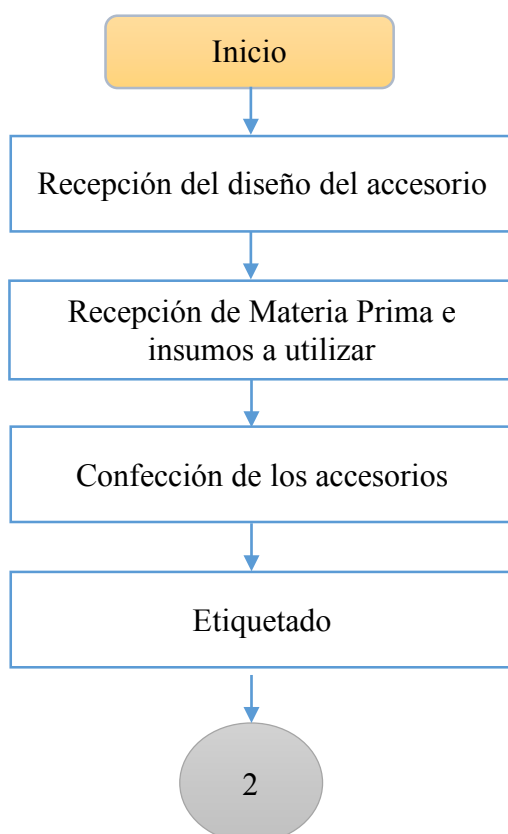 Inicio
Recepción del diseño del accesorio
Recepción de Materia Prima e
insumos a utilizar
Confección de los accesorios
Etiquetado
2